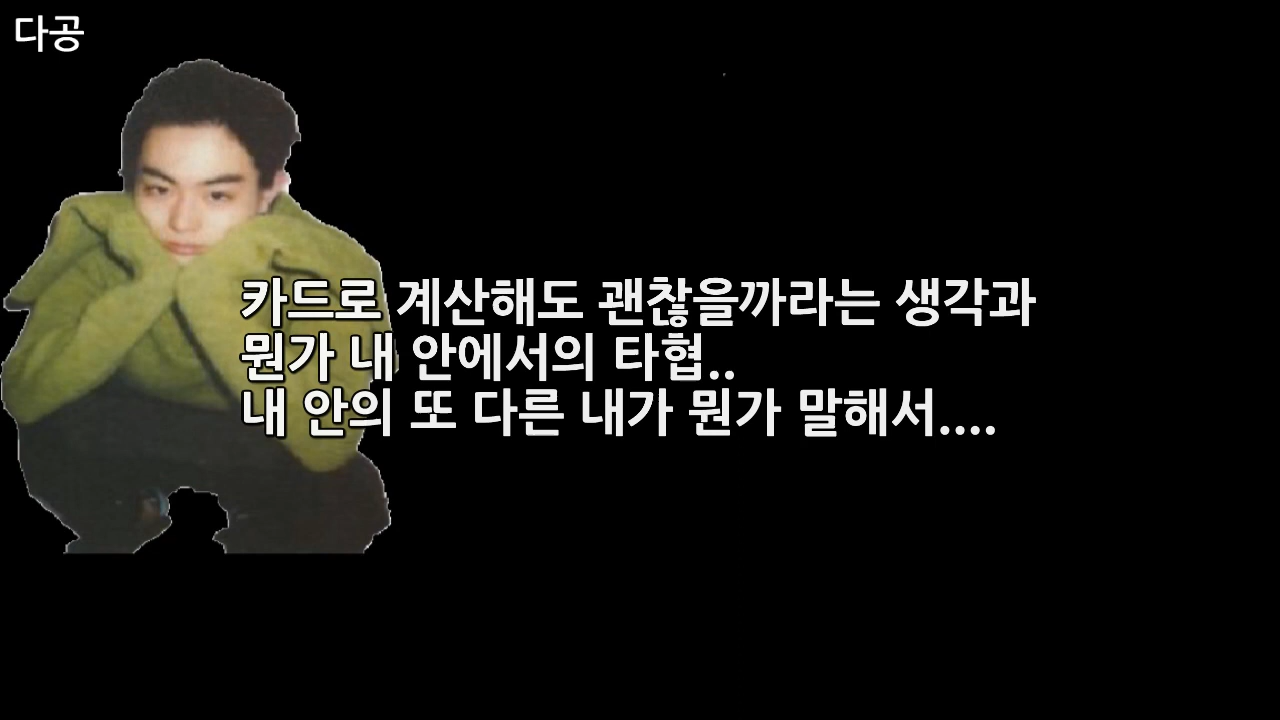 다공
카드로 계산해도 괜찮을까라는 생각과
뭔가 내 안에서의 타협..
내 안의 또 다른 내가 뭔가 말해서....